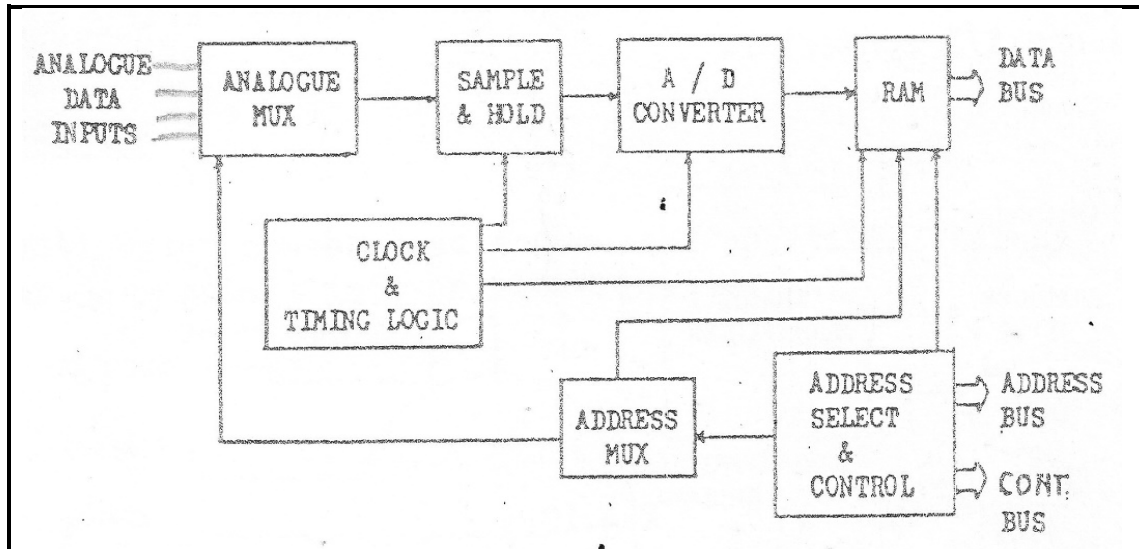 ANALOGUE
DATA
INPUTS
ANALOGUE
MUX
SAMPLE
& HOLD
A / D
CONVERTER
RAM
DATA
BUS
CLOCK
&
TIMING LOGIC
ADDRESS
MUX
ADDRESS
SELECT
&
CONTROL
ADDRESS
BUS
CONT.
BUS